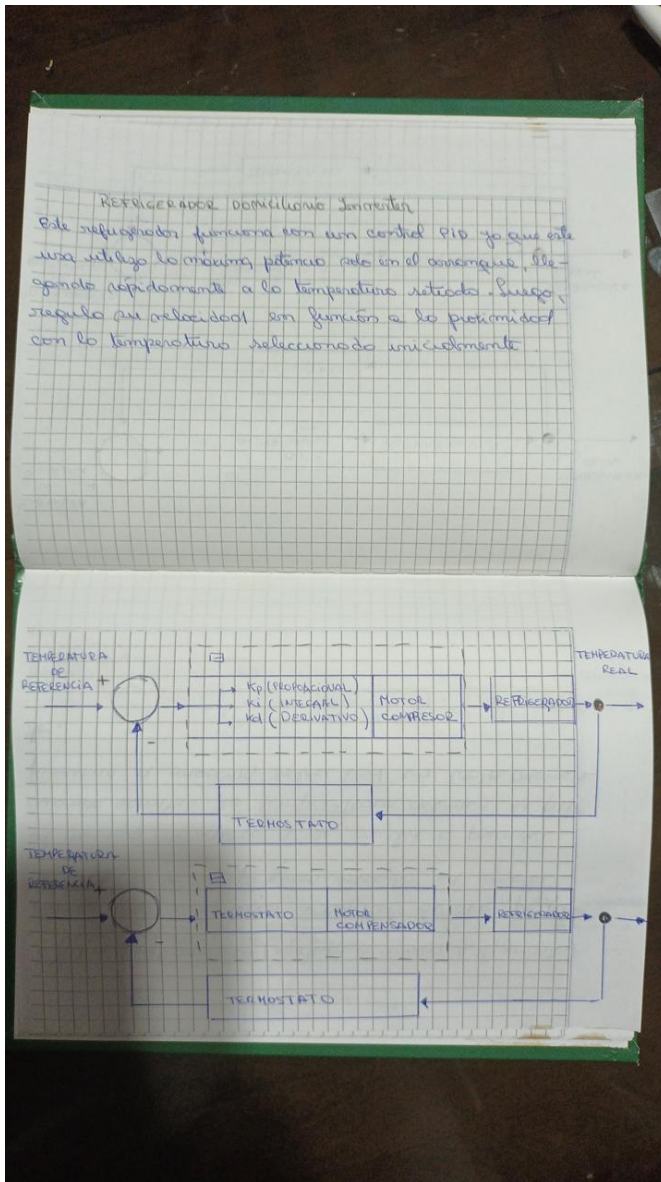 REFRIGERADOR DOMICILIARIO Inverter
Este refrigerador funciona con un control PID ya que este
usa utiliza la máxima potencia solo en el arranque, lle-
gando rápidamente a la temperatura seteada. Luego,
regula su velocidad en función a la proximidad
con la temperatura seleccionada inicialmente
TEMPERATURA
DE
REFERENCIA +
-
Kp (PROPORCIONAL)
Ki (INTEGRAL)
Kd (DERIVATIVO)
MOTOR
COMPRESOR
REFRIGERADOR
TEMPERATURA
REAL
TERMOSTATO
TEMPERATURA
DE
REFERENCIA +
-
TERMOSTATO
MOTOR
COMPENSADOR
REFRIGERADOR
TERMOSTATO